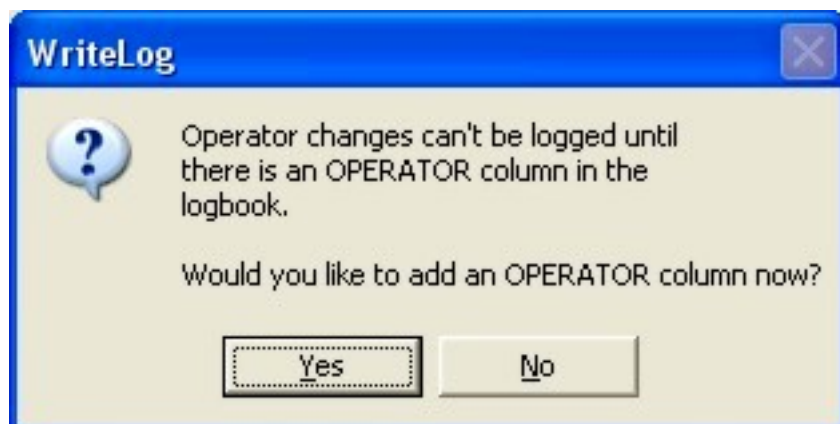 WriteLog
Operator changes can't be logged until
there is an OPERATOR column in the
logbook.
Would you like to add an OPERATOR column now?
Yes
No